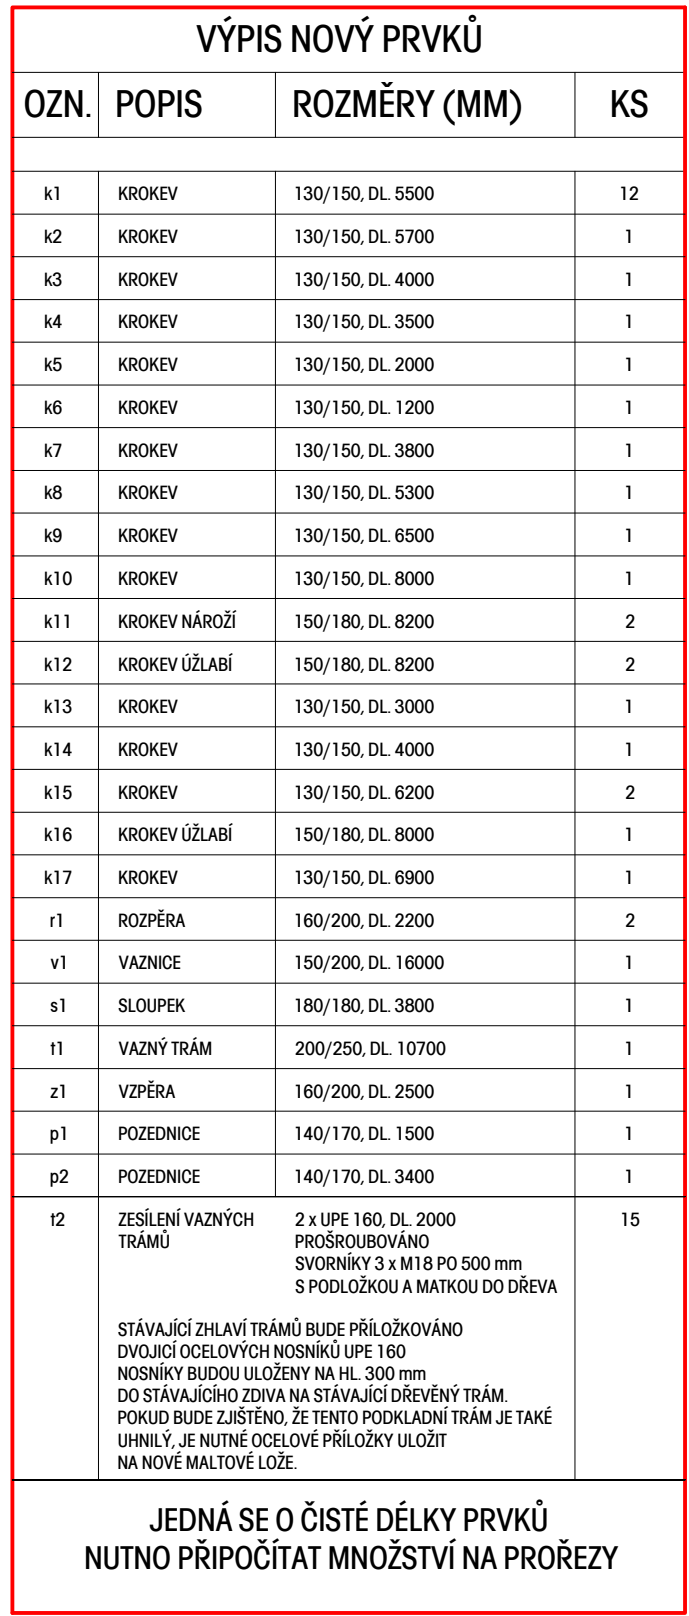 VÝPIS NOVÝ PRVKŮ
OZN. POPIS ROZMĚRY (MM) KS
k1 KROKEV 130/150, DL. 5500 12
k2 KROKEV 130/150, DL. 5700 1
k3 KROKEV 130/150, DL. 4000 1
k4 KROKEV 130/150, DL. 3500 1
k5 KROKEV 130/150, DL. 2000 1
k6 KROKEV 130/150, DL. 1200 1
k7 KROKEV 130/150, DL. 3800 1
k8 KROKEV 130/150, DL. 5300 1
k9 KROKEV 130/150, DL. 6500 1
k10 KROKEV 130/150, DL. 8000 1
k11 KROKEV NÁROŽÍ 150/180, DL. 8200 2
k12 KROKEV ÚŽLABÍ 150/180, DL. 8200 2
k13 KROKEV 130/150, DL. 3000 1
k14 KROKEV 130/150, DL. 4000 1
k15 KROKEV 130/150, DL. 6200 2
k16 KROKEV ÚŽLABÍ 150/180, DL. 8000 1
k17 KROKEV 130/150, DL. 6900 1
r1 ROZPĚRA 160/200, DL. 2200 2
v1 VAZNICE 150/200, DL. 16000 1
s1 SLOUPEK 180/180, DL. 3800 1
t1 VAZNÝ TRÁM 200/250, DL. 10700 1
z1 VZPĚRA 160/200, DL. 2500 1
p1 POZEDNICE 140/170, DL. 1500 1
p2 POZEDNICE 140/170, DL. 3400 1
t2 ZESÍLENÍ VAZNÝCH 2 x UPE 160, DL. 2000 15
TRÁMŮ PROŠROUBOVÁNO
SVORNÍKY 3 x M18 PO 500 mm
S PODLOŽKOU A MATKOU DO DŘEVA
STÁVAJÍCÍ ZHLAVÍ TRÁMŮ BUDE PŘÍLOŽKOVÁNO
DVOJICÍ OCELOVÝCH NOSNÍKŮ UPE 160
NOSNÍKY BUDOU ULOŽENY NA HL. 300 mm
DO STÁVAJÍCÍHO ZDIVA NA STÁVAJÍCÍ DŘEVĚNÝ TRÁM.
POKUD BUDE ZJIŠTĚNO, ŽE TENTO PODKLADNÍ TRÁM JE TAKÉ
UHNILÝ, JE NUTNÉ OCELOVÉ PŘÍLOŽKY ULOŽIT
NA NOVÉ MALTOVÉ LOŽE.
JEDNÁ SE O ČISTÉ DÉLKY PRVKŮ
NUTNO PŘIPOČÍTAT MNOŽSTVÍ NA PROŘEZY